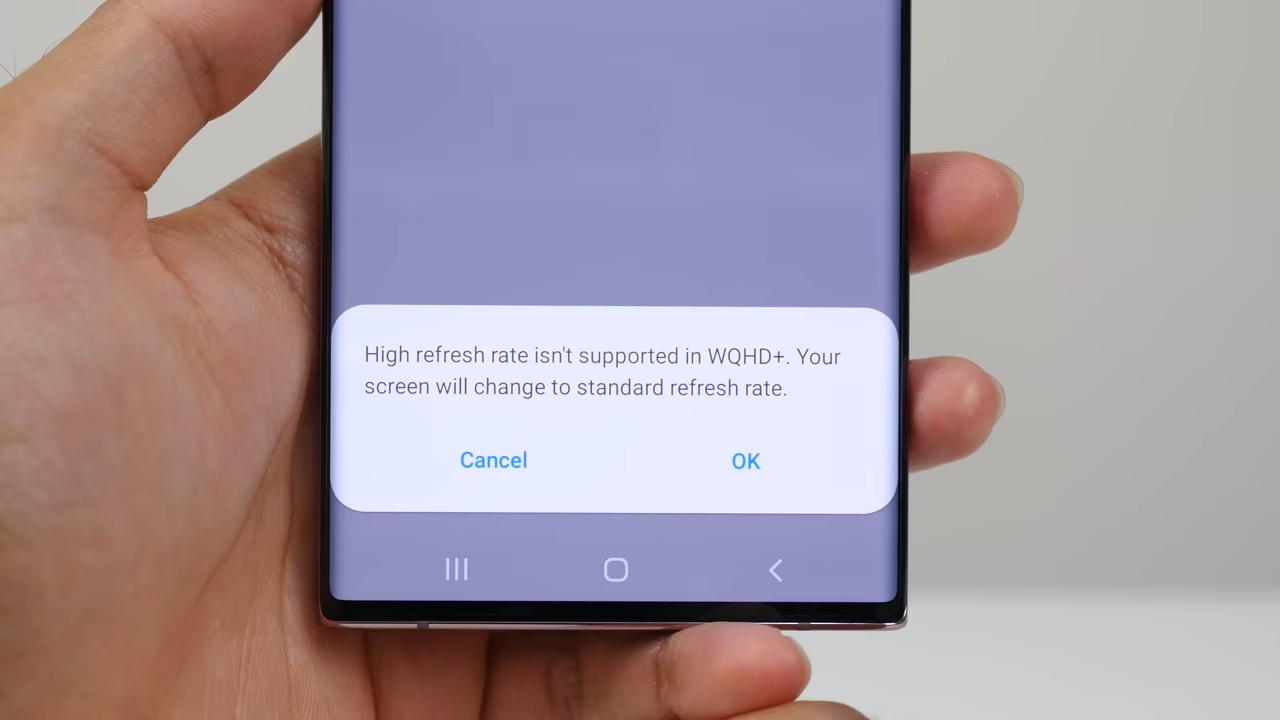 High refresh rate isn't supported in WQHD+. Your
screen will change to standard refresh rate.
Cancel
OK